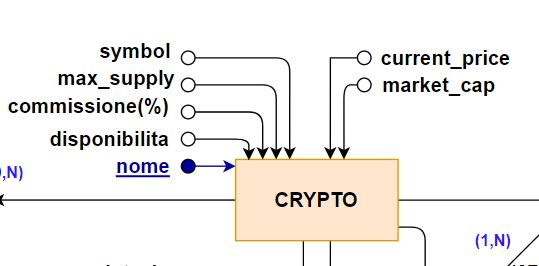 symbol
max_supply
commissione(%)
disponibilita
nome
current_price
market_cap
,N)
CRYPTO
(1,N)